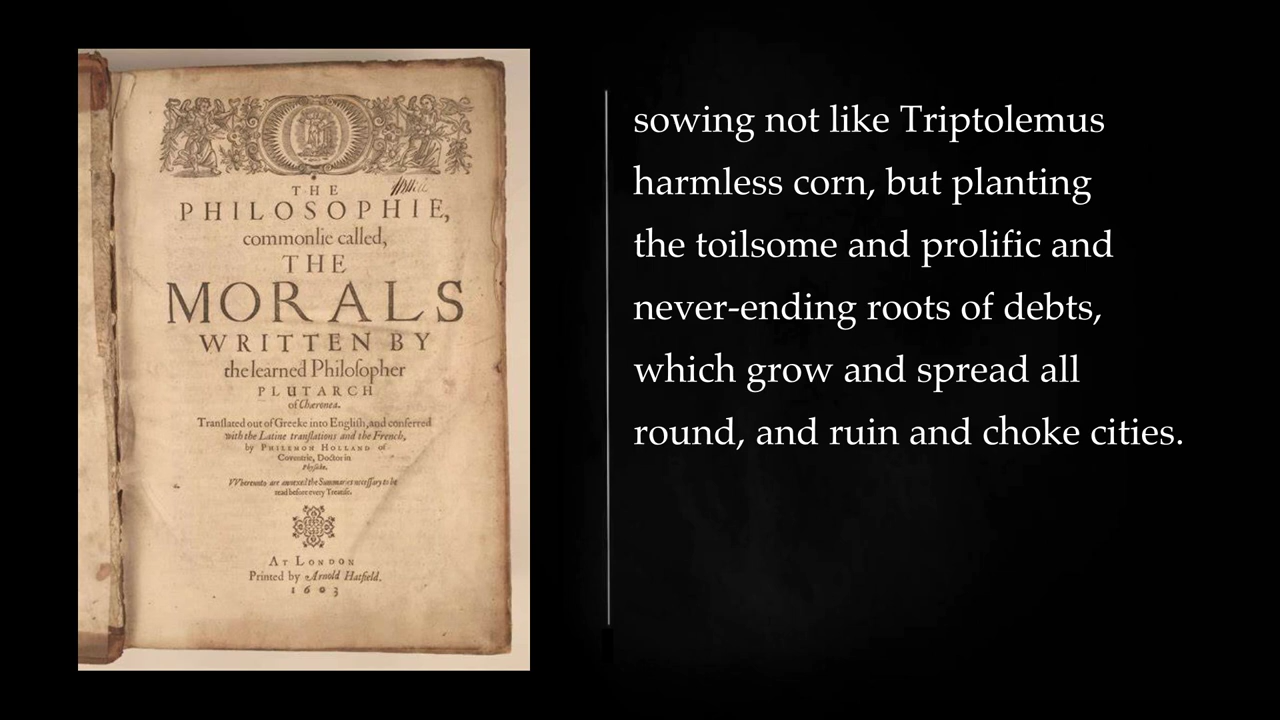 THE
PHILOSOPHIE,
commonlie called,
THE
MORALS
WRITTEN BY
the learned Philoſopher
PLUTARCH
of Chæronea.
Tranſlated out of Greeke into Engliſh, and conferred
with the Latine tranſlations and the French,
by PHILEMON HOLLAND of
Coventrie, Doctor in
Phyſicke.
VVhereunto are annexed the Summaries neceſſary to be
read before every Treatiſe.
AT LONDON
Printed by Arnold Hatfield.
1603
sowing not like Triptolemus
harmless corn, but planting
the toilsome and prolific and
never-ending roots of debts,
which grow and spread all
round, and ruin and choke cities.